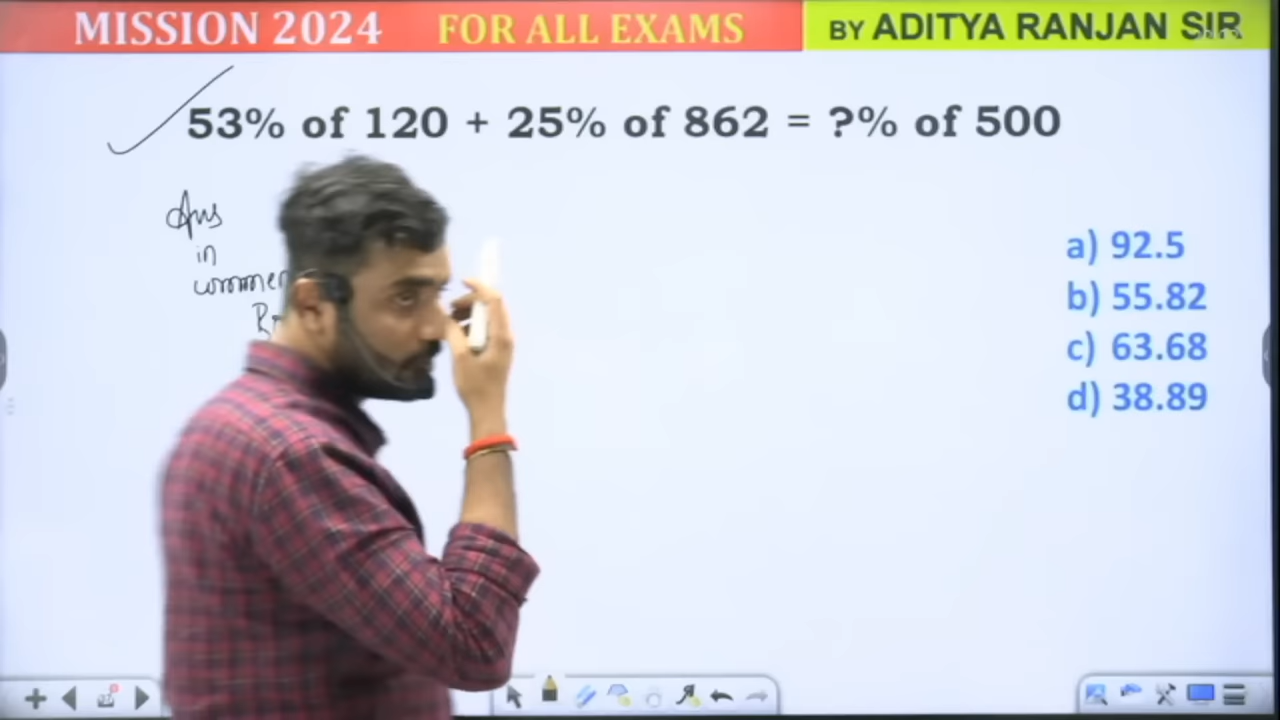 MISSION 2024 FOR ALL EXAMS BY ADITYA RANJAN SIR
53% of 120 + 25% of 862 = ?% of 500
Ans
in
a) 92.5
b) 55.82
c) 63.68
d) 38.89